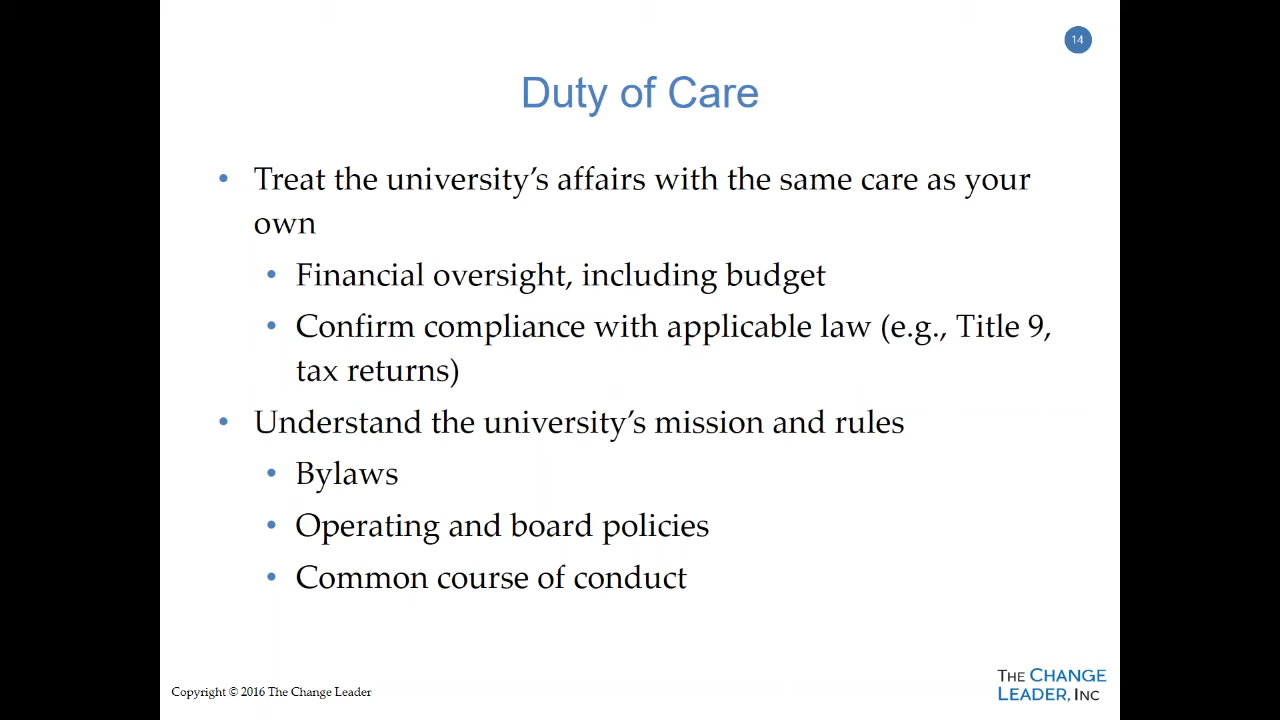 14
Duty of Care
• Treat the university’s affairs with the same care as your
own
• Financial oversight, including budget
• Confirm compliance with applicable law (e.g., Title 9,
tax returns)
• Understand the university’s mission and rules
• Bylaws
• Operating and board policies
• Common course of conduct
Copyright © 2016 The Change Leader
THE CHANGE
LEADER, INC